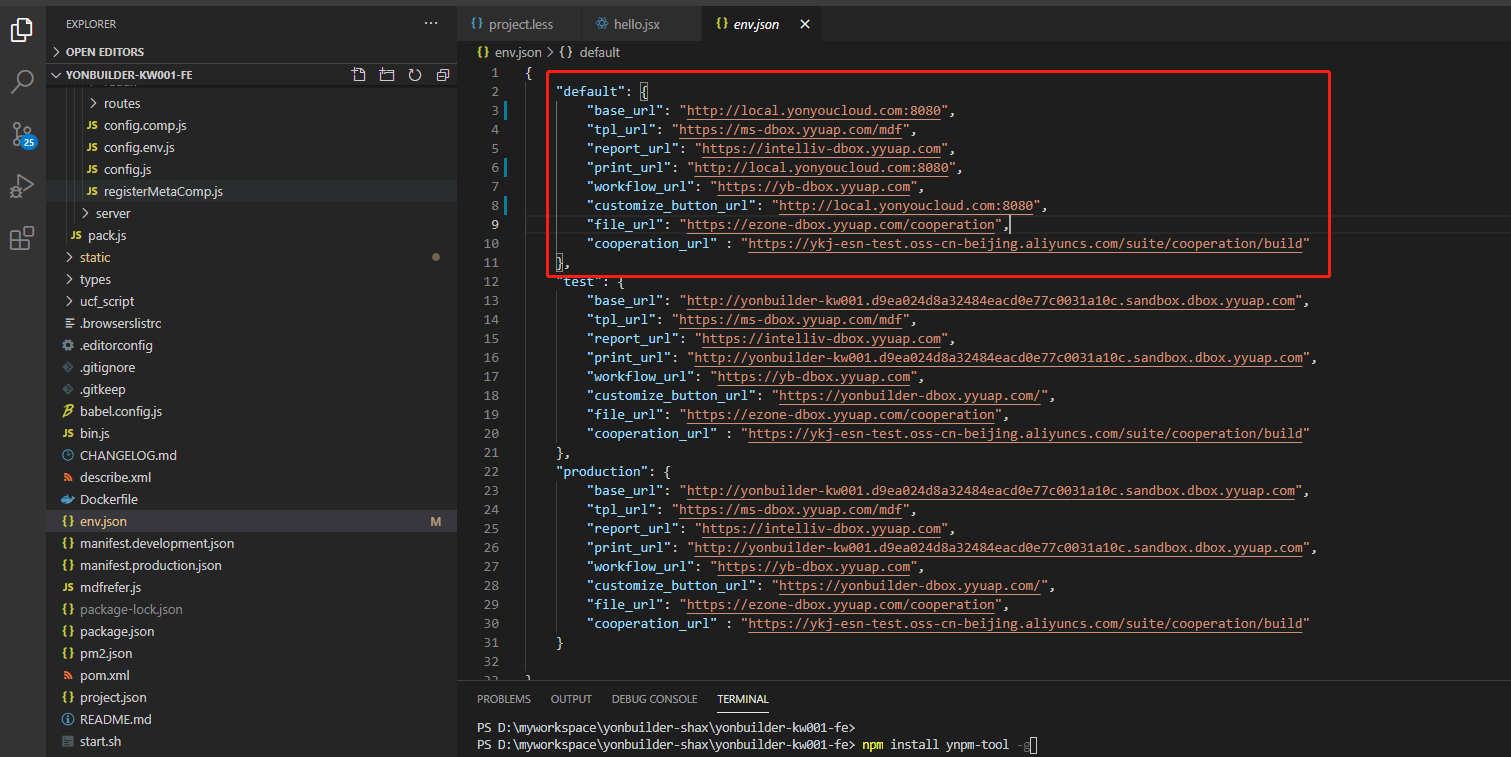 EXPLORER
...
OPEN EDITORS
YONBUILDER-KW001-FE
routes
JS config.comp.js
JS config.env.js
JS config.js
JS registerMetaComp.js
server
JS pack.js
static
types
ucf_script
.browserslistrc
.editorconfig
.gitignore
.gitkeep
babel.config.js
JS bin.js
CHANGELOG.md
describe.xml
Dockerfile
{} env.json M
{} manifest.development.json
{} manifest.production.json
JS mdfrefer.js
{} package-lock.json
{} package.json
{} pm2.json
pom.xml
{} project.json
README.md
start.sh
25
{} project.less
hello.jsx
{} env.json ×
{} env.json > {} default
1 {
2 "default": {
3 "base_url": "http://local.yonyoucloud.com:8080",
4 "tpl_url": "https://ms-dbox.yyuap.com/mdf",
5 "report_url": "https://intelliv-dbox.yyuap.com",
6 "print_url": "http://local.yonyoucloud.com:8080",
7 "workflow_url": "https://yb-dbox.yyuap.com",
8 "customize_button_url": "http://local.yonyoucloud.com:8080",
9 "file_url": "https://ezone-dbox.yyuap.com/cooperation",
10 "cooperation_url" : "https://ykj-esn-test.oss-cn-beijing.aliyuncs.com/suite/cooperation/build"
11 },
12 "test": {
13 "base_url": "http://yonbuilder-kw001.d9ea024d8a32484eacd0e77c0031a10c.sandbox.dbox.yyuap.com",
14 "tpl_url": "https://ms-dbox.yyuap.com/mdf",
15 "report_url": "https://intelliv-dbox.yyuap.com",
16 "print_url": "http://yonbuilder-kw001.d9ea024d8a32484eacd0e77c0031a10c.sandbox.dbox.yyuap.com",
17 "workflow_url": "https://yb-dbox.yyuap.com",
18 "customize_button_url": "https://yonbuilder-dbox.yyuap.com/",
19 "file_url": "https://ezone-dbox.yyuap.com/cooperation",
20 "cooperation_url" : "https://ykj-esn-test.oss-cn-beijing.aliyuncs.com/suite/cooperation/build"
21 },
22 "production": {
23 "base_url": "http://yonbuilder-kw001.d9ea024d8a32484eacd0e77c0031a10c.sandbox.dbox.yyuap.com",
24 "tpl_url": "https://ms-dbox.yyuap.com/mdf",
25 "report_url": "https://intelliv-dbox.yyuap.com",
26 "print_url": "http://yonbuilder-kw001.d9ea024d8a32484eacd0e77c0031a10c.sandbox.dbox.yyuap.com",
27 "workflow_url": "https://yb-dbox.yyuap.com",
28 "customize_button_url": "https://yonbuilder-dbox.yyuap.com/",
29 "file_url": "https://ezone-dbox.yyuap.com/cooperation",
30 "cooperation_url" : "https://ykj-esn-test.oss-cn-beijing.aliyuncs.com/suite/cooperation/build"
31 }
32
PROBLEMS OUTPUT DEBUG CONSOLE TERMINAL
PS D:\myworkspace\yonbuilder-shax\yonbuilder-kw001-fe>
PS D:\myworkspace\yonbuilder-shax\yonbuilder-kw001-fe> npm install ynpm-tool -g